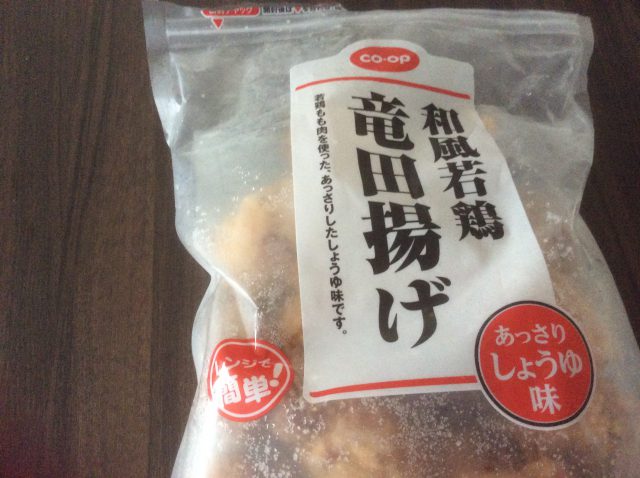 CO·OP
和風若鶏
竜田揚げ
若鶏もも肉を使った、あっさりしたしょうゆ味です。
あっさり
しょうゆ
味
レンジで
簡単!